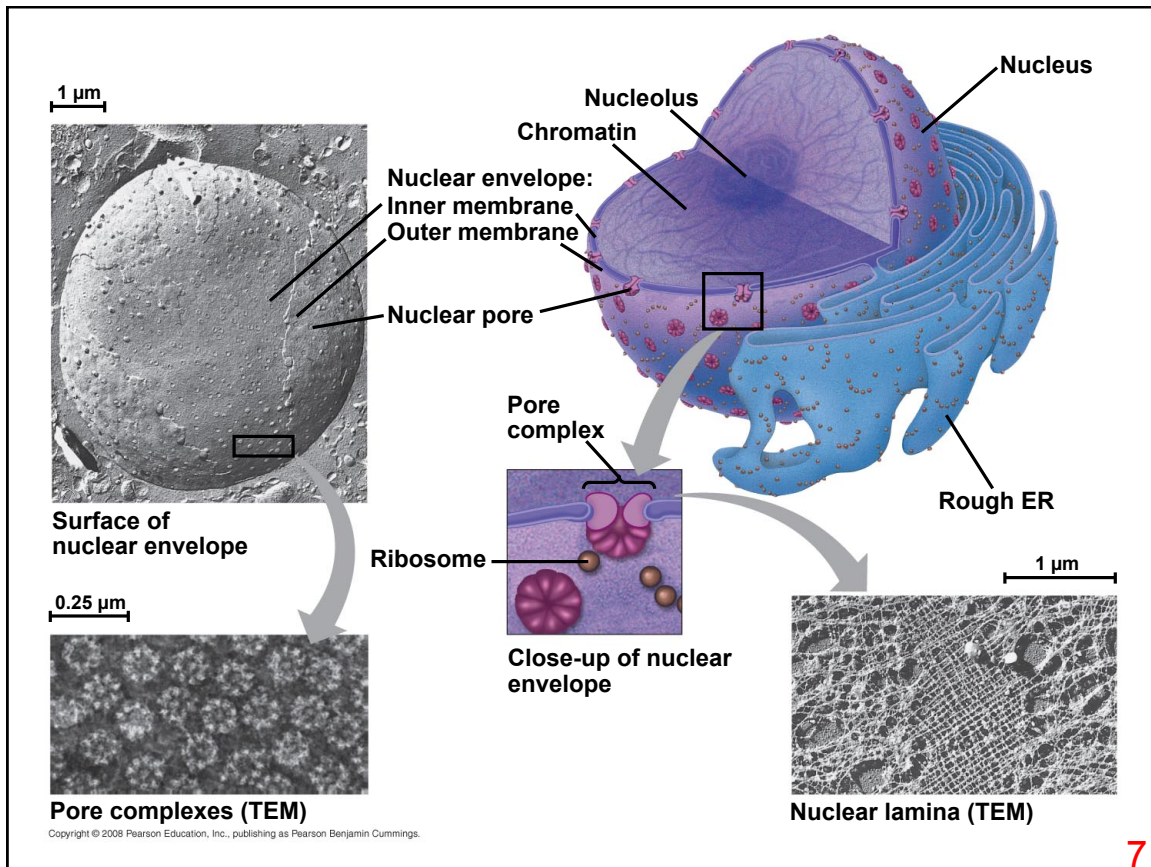 1 µm
Nucleus
Nucleolus
Chromatin
Nuclear envelope:
Inner membrane
Outer membrane
Nuclear pore
Pore
complex
Surface of
nuclear envelope
Rough ER
Ribosome
1 µm
0.25 µm
Close-up of nuclear
envelope
Pore complexes (TEM)
Nuclear lamina (TEM)
Copyright © 2008 Pearson Education, Inc., publishing as Pearson Benjamin Cummings.
7